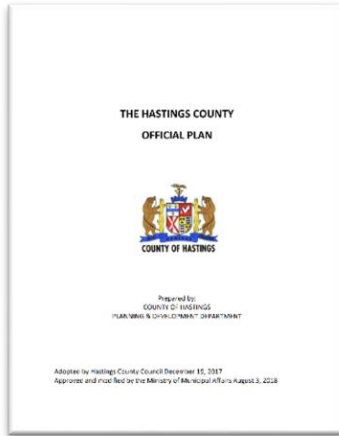 THE HASTINGS COUNTY
OFFICIAL PLAN
COUNTY OF HASTINGS
Prepared by:
COUNTY OF HASTINGS
PLANNING & DEVELOPMENT DEPARTMENT
Adopted by Hastings County Council December 15, 2017
Approved and modified by the Ministry of Municipal Affairs August 3, 2018